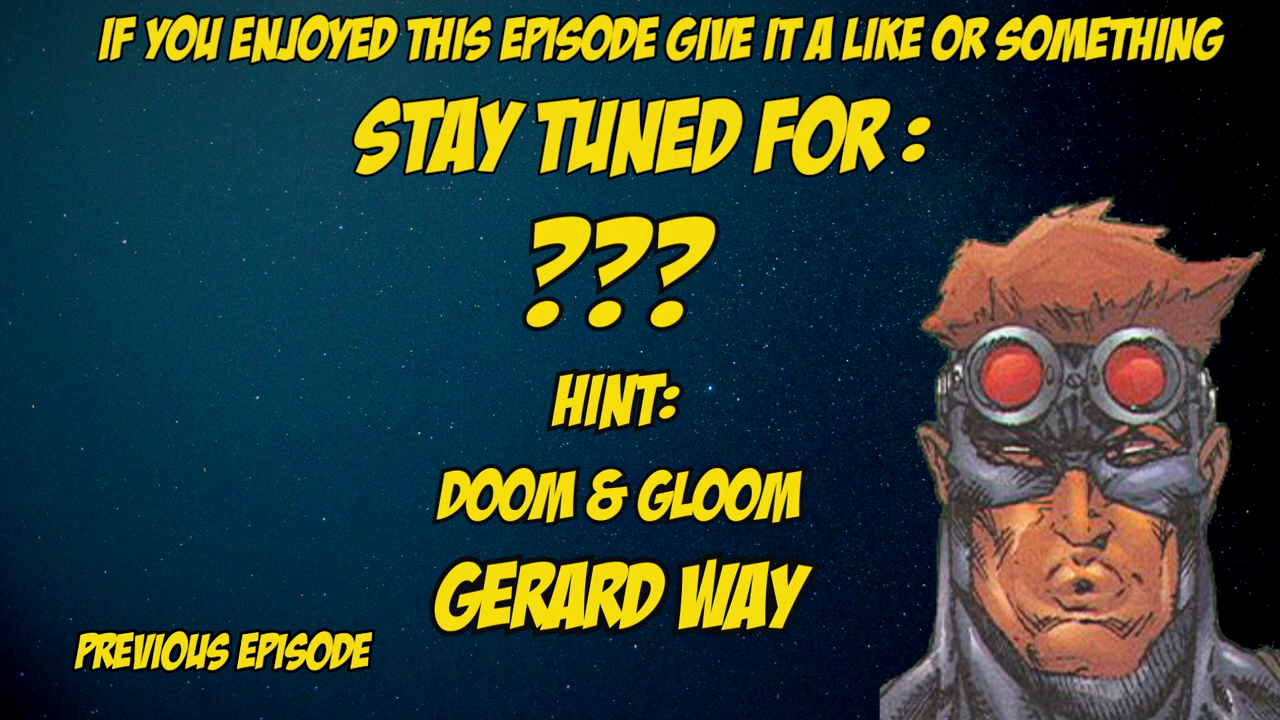 IF YOU ENJOYED THIS EPISODE GIVE IT A LIKE OR SOMETHING
STAY TUNED FOR :
???
HINT:
DOOM & GLOOM
GERARD WAY
PREVIOUS EPISODE